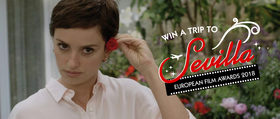 WIN A TRIP TO
Sevilla
EUROPEAN FILM AWARDS 2018